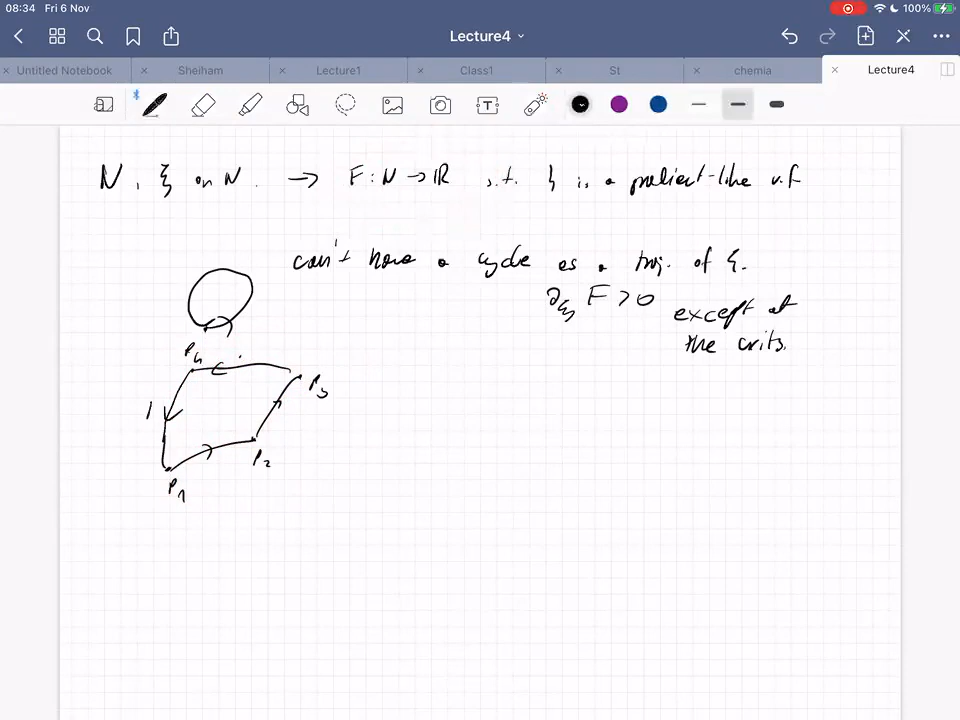 08:34 Fri 6 Nov 100%
Lecture4
Untitled Notebook Sheiham Lecture1 Class1 St chemia Lecture4
N, ξ on N. → F: N → ℝ s.t. ξ is a gradient-like v.f
can't have a cycle as a traj. of ξ.
∂ξ F > 0 except at
the crits.
P4
P3
P2
P1